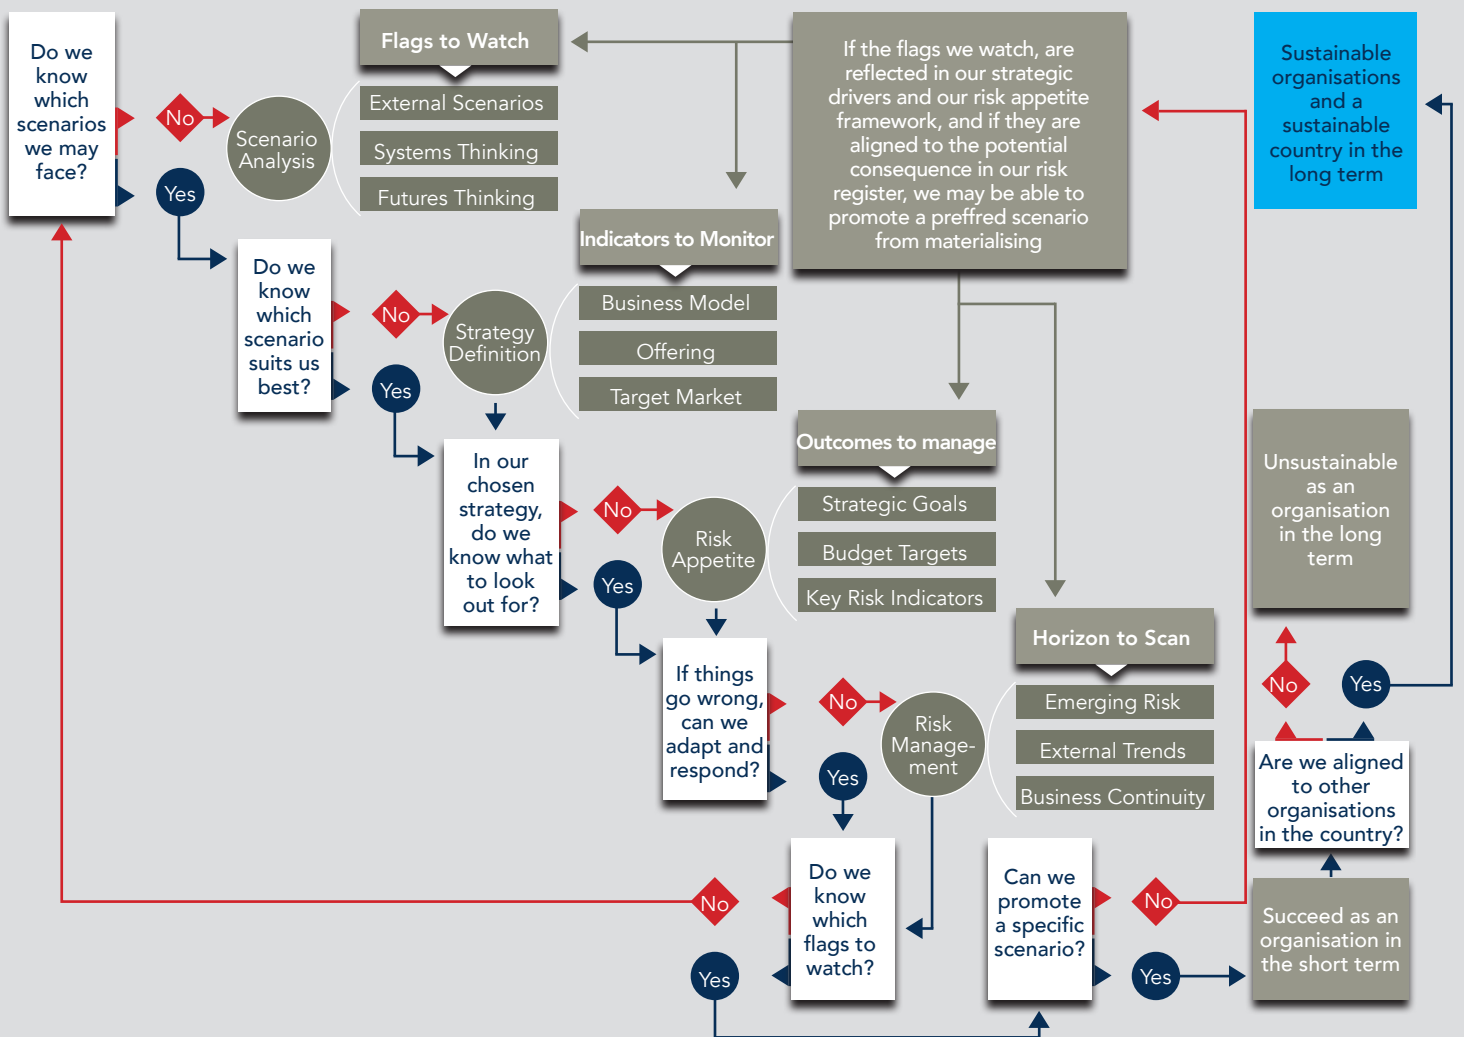 Do we
know
which
scenarios
we may
face?
No
Yes
Scenario
Analysis
Flags to Watch
External Scenarios
Systems Thinking
Futures Thinking
If the flags we watch, are
reflected in our strategic
drivers and our risk appetite
framework, and if they are
aligned to the potential
consequence in our risk
register, we may be able to
promote a preffred scenario
from materialising
Sustainable
organisations
and a
sustainable
country in the
long term
Do we
know
which
scenario
suits us
best?
No
Yes
Strategy
Definition
Indicators to Monitor
Business Model
Offering
Target Market
In our
chosen
strategy,
do we
know what
to look
out for?
No
Yes
Risk
Appetite
Outcomes to manage
Strategic Goals
Budget Targets
Key Risk Indicators
Unsustainable
as an
organisation
in the long
term
If things
go wrong,
can we
adapt and
respond?
No
Yes
Risk
Manage-
ment
Horizon to Scan
Emerging Risk
External Trends
Business Continuity
No
Yes
Are we aligned
to other
organisations
in the country?
Do we
know
which
flags to
watch?
No
Yes
Can we
promote
a specific
scenario?
No
Yes
Succeed as an
organisation in
the short term